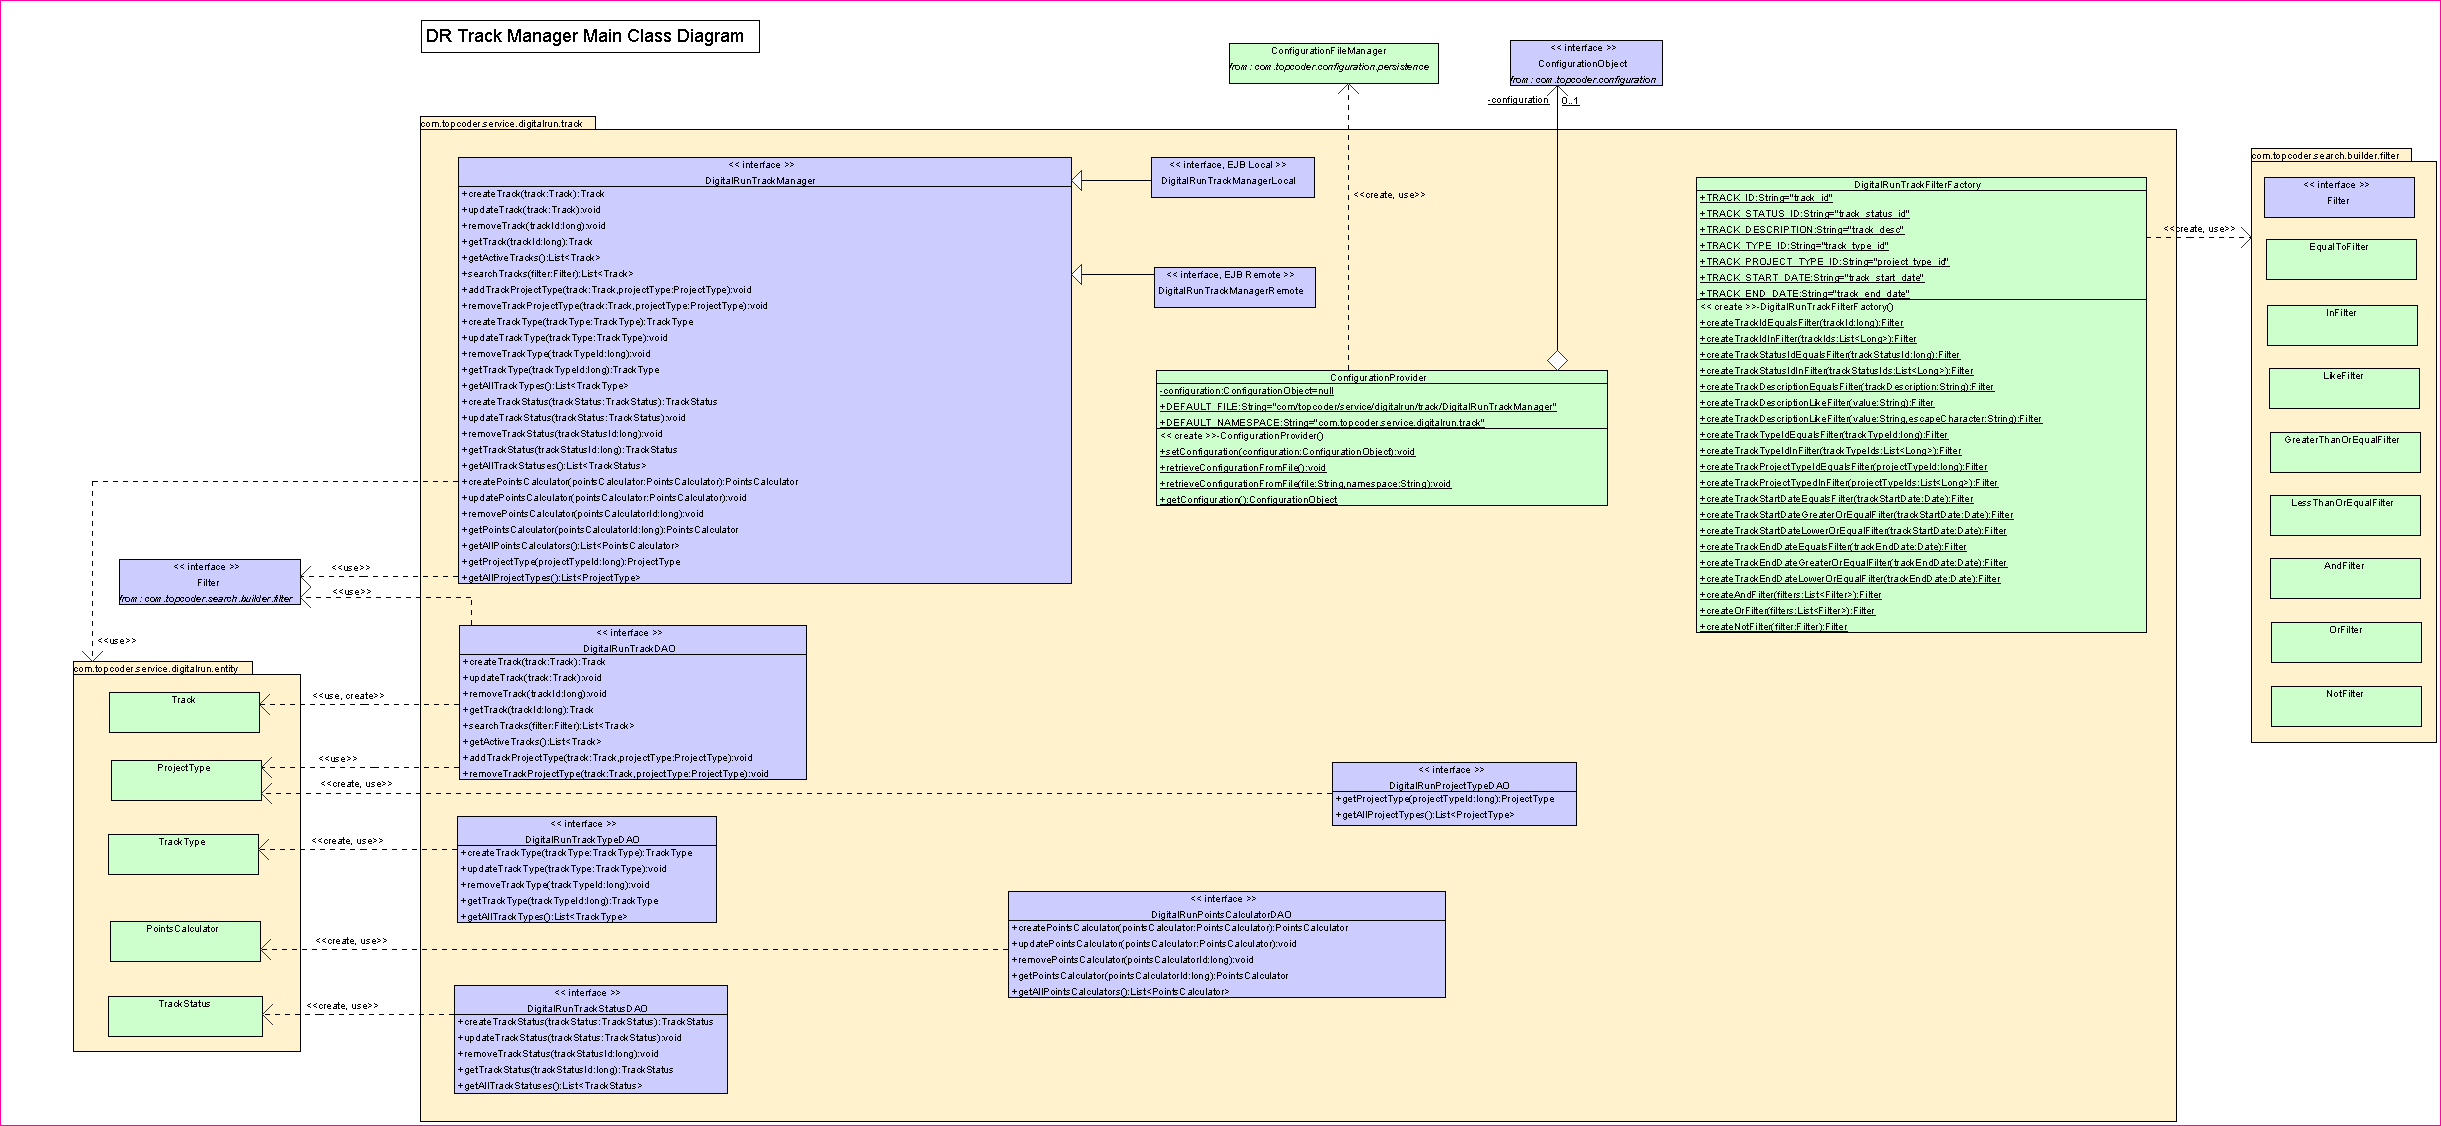 DR Track Manager Main Class Diagram
ConfigurationFileManager
from : com.topcoder.configuration.persistence
<< interface >>
ConfigurationObject
from : com.topcoder.configuration
-configuration
0..1
com.topcoder.service.digitalrun.track
<< interface >>
DigitalRunTrackManager
+createTrack(track:Track):Track
+updateTrack(track:Track):void
+removeTrack(trackId:long):void
+getTrack(trackId:long):Track
+getActiveTracks():List<Track>
+searchTracks(filter:Filter):List<Track>
+addTrackProjectType(track:Track,projectType:ProjectType):void
+removeTrackProjectType(track:Track,projectType:ProjectType):void
+createTrackType(trackType:TrackType):TrackType
+updateTrackType(trackType:TrackType):void
+removeTrackType(trackTypeId:long):void
+getTrackType(trackTypeId:long):TrackType
+getAllTrackTypes():List<TrackType>
+createTrackStatus(trackStatus:TrackStatus):TrackStatus
+updateTrackStatus(trackStatus:TrackStatus):void
+removeTrackStatus(trackStatusId:long):void
+getTrackStatus(trackStatusId:long):TrackStatus
+getAllTrackStatuses():List<TrackStatus>
+createPointsCalculator(pointsCalculator:PointsCalculator):PointsCalculator
+updatePointsCalculator(pointsCalculator:PointsCalculator):void
+removePointsCalculator(pointsCalculatorId:long):void
+getPointsCalculator(pointsCalculatorId:long):PointsCalculator
+getAllPointsCalculators():List<PointsCalculator>
+getProjectType(projectTypeId:long):ProjectType
+getAllProjectTypes():List<ProjectType>
<< interface, EJB Local >>
DigitalRunTrackManagerLocal
<< interface, EJB Remote >>
DigitalRunTrackManagerRemote
<<create, use>>
ConfigurationProvider
-configuration:ConfigurationObject=null
+DEFAULT_FILE:String="com/topcoder/service/digitalrun/track/DigitalRunTrackManager"
+DEFAULT_NAMESPACE:String="com.topcoder.service.digitalrun.track"
<< create >>-ConfigurationProvider()
+setConfiguration(configuration:ConfigurationObject):void
+retrieveConfigurationFromFile():void
+retrieveConfigurationFromFile(file:String,namespace:String):void
+getConfiguration():ConfigurationObject
DigitalRunTrackFilterFactory
+TRACK_ID:String="track_id"
+TRACK_STATUS_ID:String="track_status_id"
+TRACK_DESCRIPTION:String="track_desc"
+TRACK_TYPE_ID:String="track_type_id"
+TRACK_PROJECT_TYPE_ID:String="project_type_id"
+TRACK_START_DATE:String="track_start_date"
+TRACK_END_DATE:String="track_end_date"
<< create >>-DigitalRunTrackFilterFactory()
+createTrackIdEqualsFilter(trackId:long):Filter
+createTrackIdInFilter(trackIds:List<Long>):Filter
+createTrackStatusIdEqualsFilter(trackStatusId:long):Filter
+createTrackStatusIdInFilter(trackStatusIds:List<Long>):Filter
+createTrackDescriptionEqualsFilter(trackDescription:String):Filter
+createTrackDescriptionLikeFilter(value:String):Filter
+createTrackDescriptionLikeFilter(value:String,escapeCharacter:String):Filter
+createTrackTypeIdEqualsFilter(trackTypeId:long):Filter
+createTrackTypeIdInFilter(trackTypeIds:List<Long>):Filter
+createTrackProjectTypeIdEqualsFilter(projectTypeId:long):Filter
+createTrackProjectTypedInFilter(projectTypeIds:List<Long>):Filter
+createTrackStartDateEqualsFilter(trackStartDate:Date):Filter
+createTrackStartDateGreaterOrEqualFilter(trackStartDate:Date):Filter
+createTrackStartDateLowerOrEqualFilter(trackStartDate:Date):Filter
+createTrackEndDateEqualsFilter(trackEndDate:Date):Filter
+createTrackEndDateGreaterOrEqualFilter(trackEndDate:Date):Filter
+createTrackEndDateLowerOrEqualFilter(trackEndDate:Date):Filter
+createAndFilter(filters:List<Filter>):Filter
+createOrFilter(filters:List<Filter>):Filter
+createNotFilter(filter:Filter):Filter
<<create, use>>
com.topcoder.search.builder.filter
<< interface >>
Filter
EqualToFilter
InFilter
LikeFilter
GreaterThanOrEqualFilter
LessThanOrEqualFilter
AndFilter
OrFilter
NotFilter
<< interface >>
Filter
from : com.topcoder.search.builder.filter
<<use>>
<<use>>
<<use>>
com.topcoder.service.digitalrun.entity
Track
ProjectType
TrackType
PointsCalculator
TrackStatus
<<use, create>>
<<use>>
<<create, use>>
<<create, use>>
<<create, use>>
<<create, use>>
<< interface >>
DigitalRunTrackDAO
+createTrack(track:Track):Track
+updateTrack(track:Track):void
+removeTrack(trackId:long):void
+getTrack(trackId:long):Track
+searchTracks(filter:Filter):List<Track>
+getActiveTracks():List<Track>
+addTrackProjectType(track:Track,projectType:ProjectType):void
+removeTrackProjectType(track:Track,projectType:ProjectType):void
<< interface >>
DigitalRunProjectTypeDAO
+getProjectType(projectTypeId:long):ProjectType
+getAllProjectTypes():List<ProjectType>
<< interface >>
DigitalRunTrackTypeDAO
+createTrackType(trackType:TrackType):TrackType
+updateTrackType(trackType:TrackType):void
+removeTrackType(trackTypeId:long):void
+getTrackType(trackTypeId:long):TrackType
+getAllTrackTypes():List<TrackType>
<< interface >>
DigitalRunPointsCalculatorDAO
+createPointsCalculator(pointsCalculator:PointsCalculator):PointsCalculator
+updatePointsCalculator(pointsCalculator:PointsCalculator):void
+removePointsCalculator(pointsCalculatorId:long):void
+getPointsCalculator(pointsCalculatorId:long):PointsCalculator
+getAllPointsCalculators():List<PointsCalculator>
<< interface >>
DigitalRunTrackStatusDAO
+createTrackStatus(trackStatus:TrackStatus):TrackStatus
+updateTrackStatus(trackStatus:TrackStatus):void
+removeTrackStatus(trackStatusId:long):void
+getTrackStatus(trackStatusId:long):TrackStatus
+getAllTrackStatuses():List<TrackStatus>